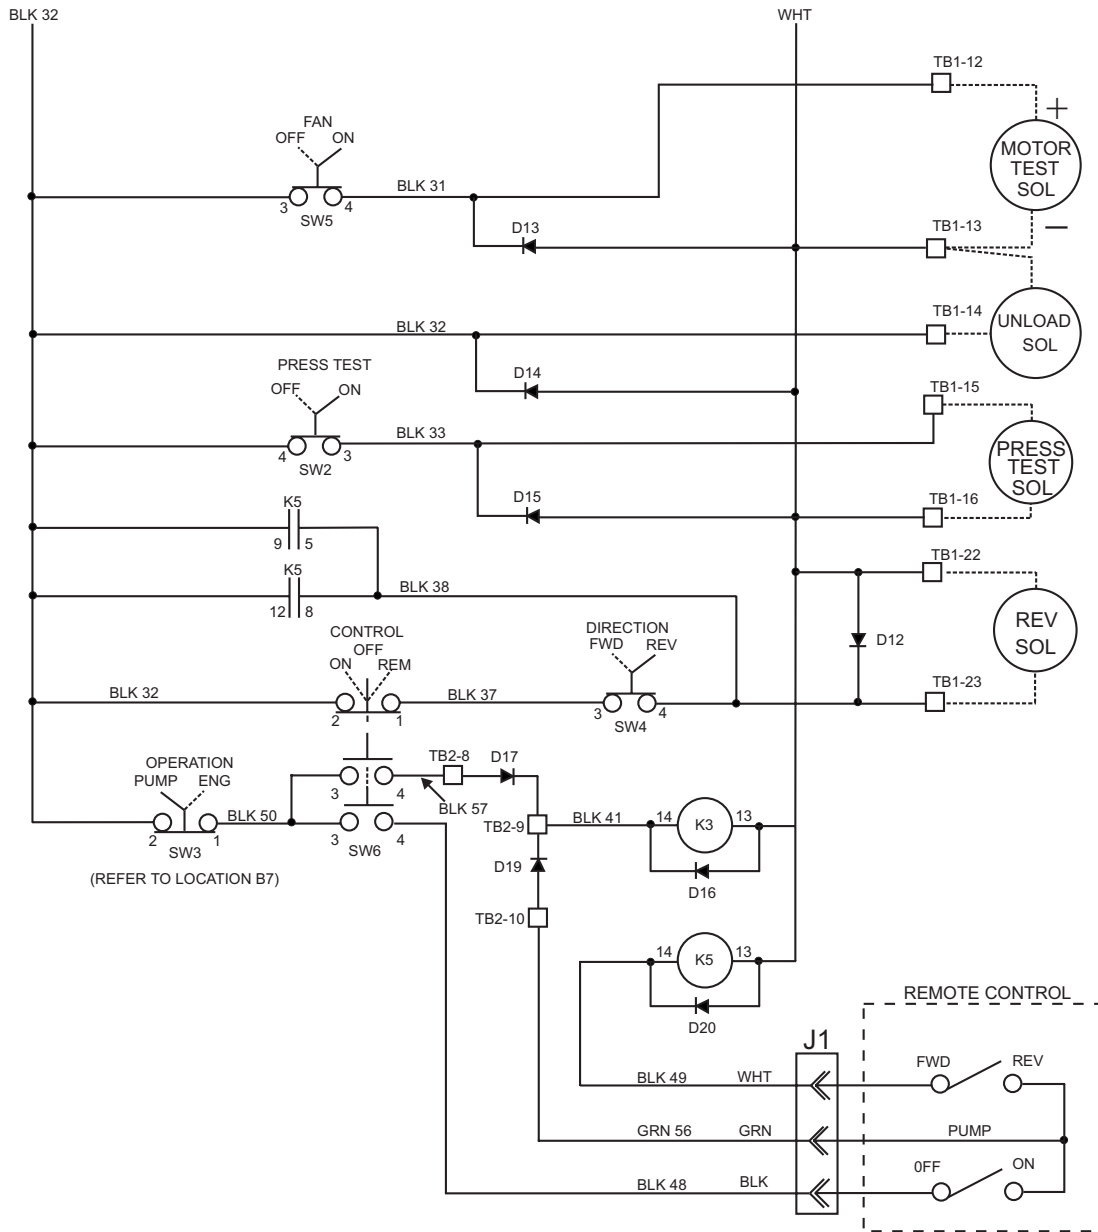 BLK 32
WHT
TB1-12
FAN
OFF
ON
+
MOTOR
TEST
SOL
BLK 31
3
4
SW5
D13
TB1-13
—
BLK 32
TB1-14
UNLOAD
SOL
PRESS TEST
OFF
ON
D14
TB1-15
BLK 33
4
3
SW2
PRESS
TEST
SOL
D15
TB1-16
K5
9
5
TB1-22
K5
BLK 38
12
8
CONTROL
OFF
ON
REM
DIRECTION
FWD
REV
D12
REV
SOL
TB1-23
BLK 32
BLK 37
2
1
3
4
SW4
OPERATION
PUMP
ENG
TB2-8
D17
3
4
BLK 57
BLK 50
TB2-9
BLK 41
14
K3
13
2
1
SW3
3
4
SW6
D19
D16
(REFER TO LOCATION B7)
TB2-10
14
K5
13
D20
REMOTE CONTROL
J1
FWD
REV
BLK 49
WHT
GRN 56
GRN
PUMP
0FF
ON
BLK 48
BLK